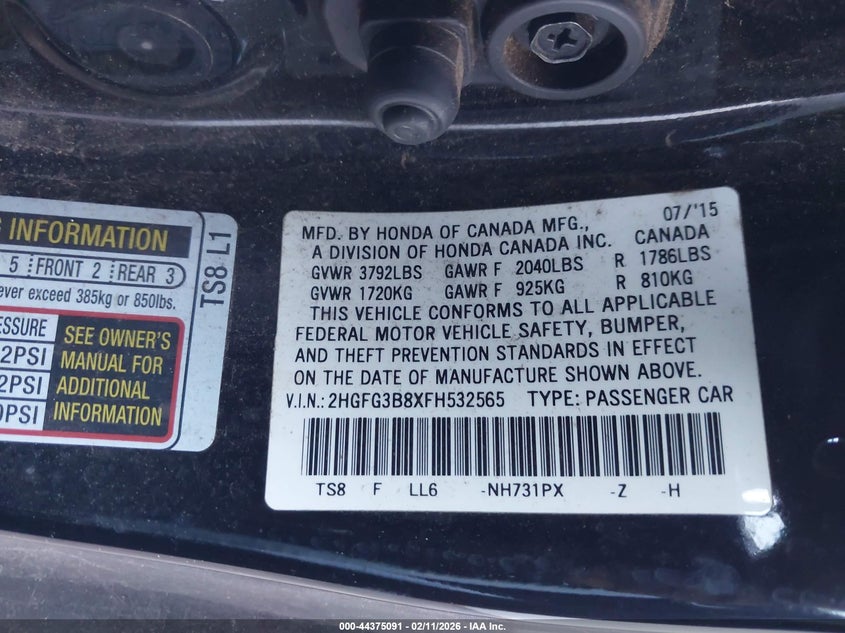 G INFORMATION
5 FRONT 2 REAR 3
ever exceed 385kg or 850lbs.
ESSURE
2PSI
2PSI
0PSI
SEE OWNER'S
MANUAL FOR
ADDITIONAL
INFORMATION
TS8 L1
07/'15
MFD. BY HONDA OF CANADA MFG.,
A DIVISION OF HONDA CANADA INC. CANADA
GVWR 3792LBS GAWR F 2040LBS R 1786LBS
GVWR 1720KG GAWR F 925KG R 810KG
THIS VEHICLE CONFORMS TO ALL APPLICABLE
FEDERAL MOTOR VEHICLE SAFETY, BUMPER,
AND THEFT PREVENTION STANDARDS IN EFFECT
ON THE DATE OF MANUFACTURE SHOWN ABOVE.
V.I.N.: 2HGFG3B8XFH532565 TYPE: PASSENGER CAR
TS8 F LL6 -NH731PX -Z -H
000-44375091 - 02/11/2026 - IAA Inc.